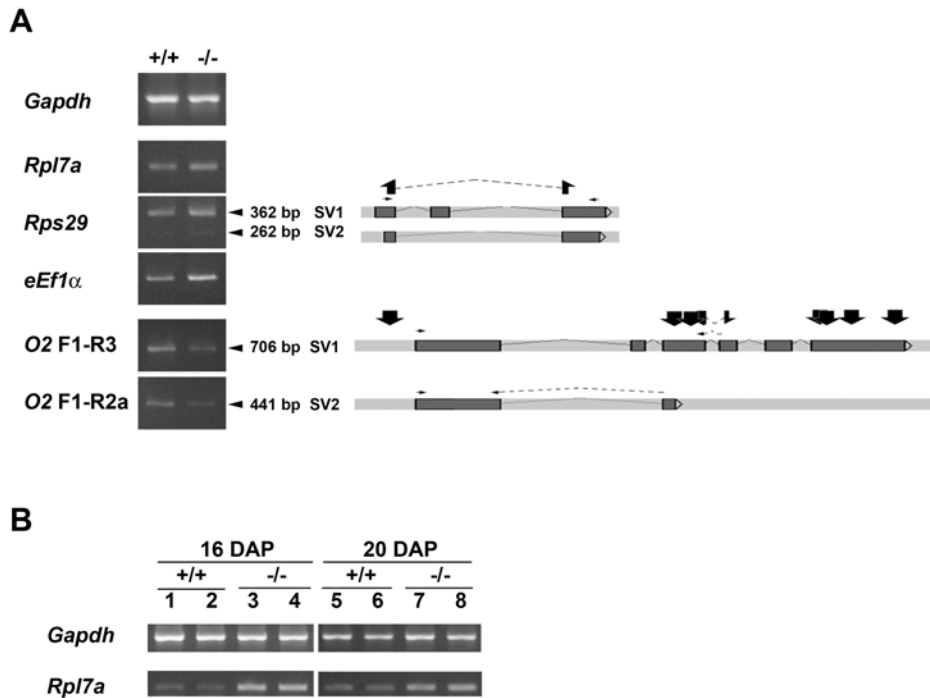 A
+/+ -/-
Gapdh
Rpl7a
Rps29
362 bp SV1
262 bp SV2
eEf1α
O2 F1-R3
706 bp SV1
O2 F1-R2a
441 bp SV2
B
16 DAP 20 DAP
+/+ -/- +/+ -/-
1 2 3 4 5 6 7 8
Gapdh
Rpl7a